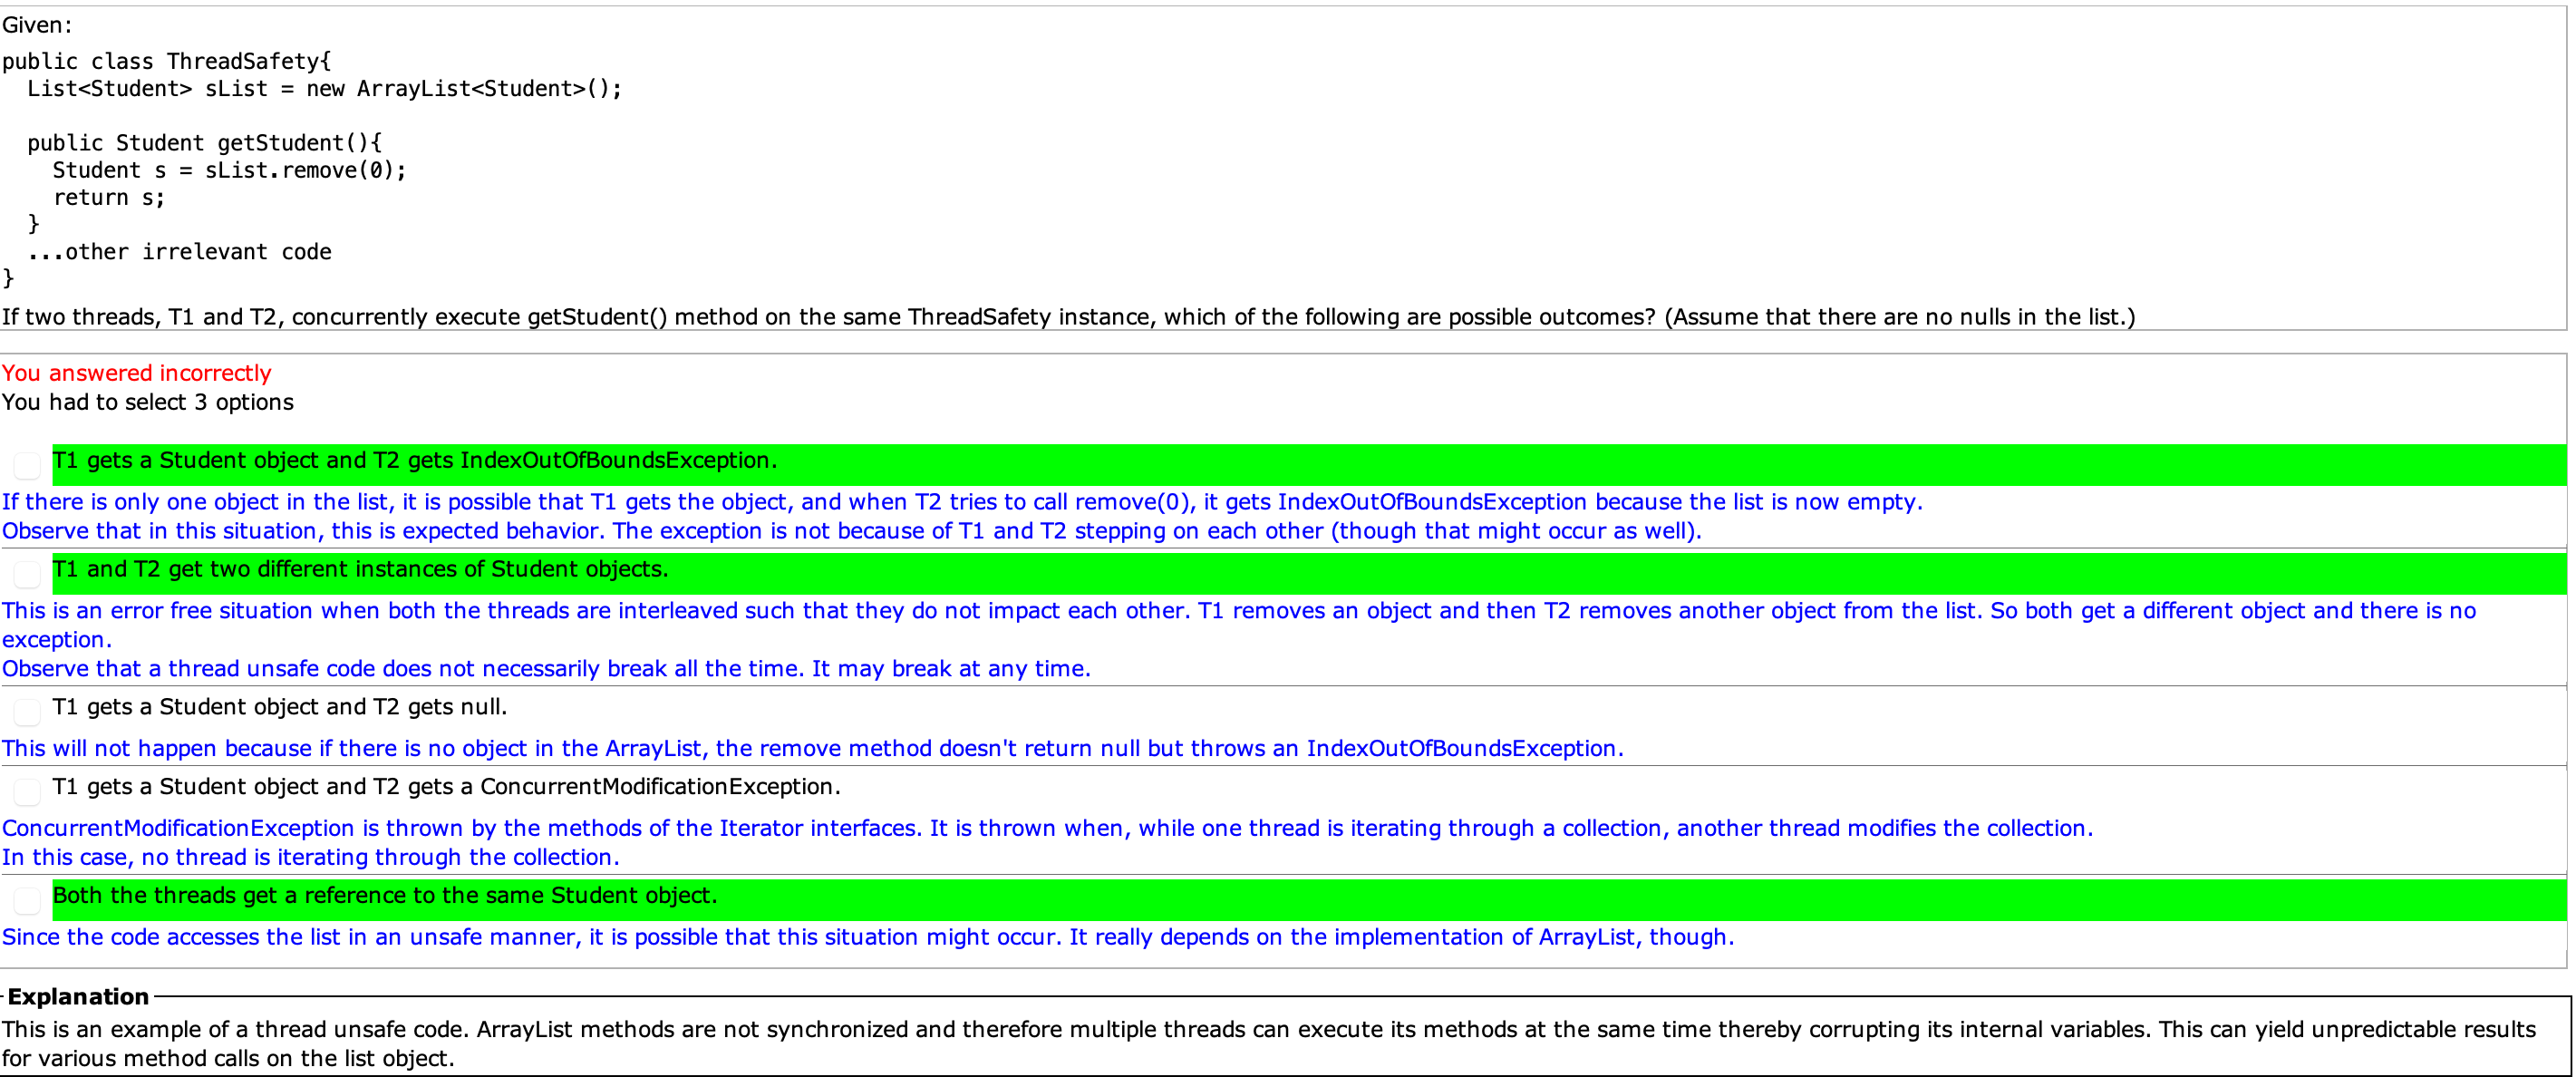 Given:
public class ThreadSafety{
  List<Student> sList = new ArrayList<Student>();
  public Student getStudent(){
    Student s = sList.remove(0);
    return s;
  }
  ...other irrelevant code
}
If two threads, T1 and T2, concurrently execute getStudent() method on the same ThreadSafety instance, which of the following are possible outcomes? (Assume that there are no nulls in the list.)
You answered incorrectly
You had to select 3 options
T1 gets a Student object and T2 gets IndexOutOfBoundsException.
If there is only one object in the list, it is possible that T1 gets the object, and when T2 tries to call remove(0), it gets IndexOutOfBoundsException because the list is now empty.
Observe that in this situation, this is expected behavior. The exception is not because of T1 and T2 stepping on each other (though that might occur as well).
T1 and T2 get two different instances of Student objects.
This is an error free situation when both the threads are interleaved such that they do not impact each other. T1 removes an object and then T2 removes another object from the list. So both get a different object and there is no
exception.
Observe that a thread unsafe code does not necessarily break all the time. It may break at any time.
T1 gets a Student object and T2 gets null.
This will not happen because if there is no object in the ArrayList, the remove method doesn't return null but throws an IndexOutOfBoundsException.
T1 gets a Student object and T2 gets a ConcurrentModificationException.
ConcurrentModificationException is thrown by the methods of the Iterator interfaces. It is thrown when, while one thread is iterating through a collection, another thread modifies the collection.
In this case, no thread is iterating through the collection.
Both the threads get a reference to the same Student object.
Since the code accesses the list in an unsafe manner, it is possible that this situation might occur. It really depends on the implementation of ArrayList, though.
Explanation
This is an example of a thread unsafe code. ArrayList methods are not synchronized and therefore multiple threads can execute its methods at the same time thereby corrupting its internal variables. This can yield unpredictable results
for various method calls on the list object.